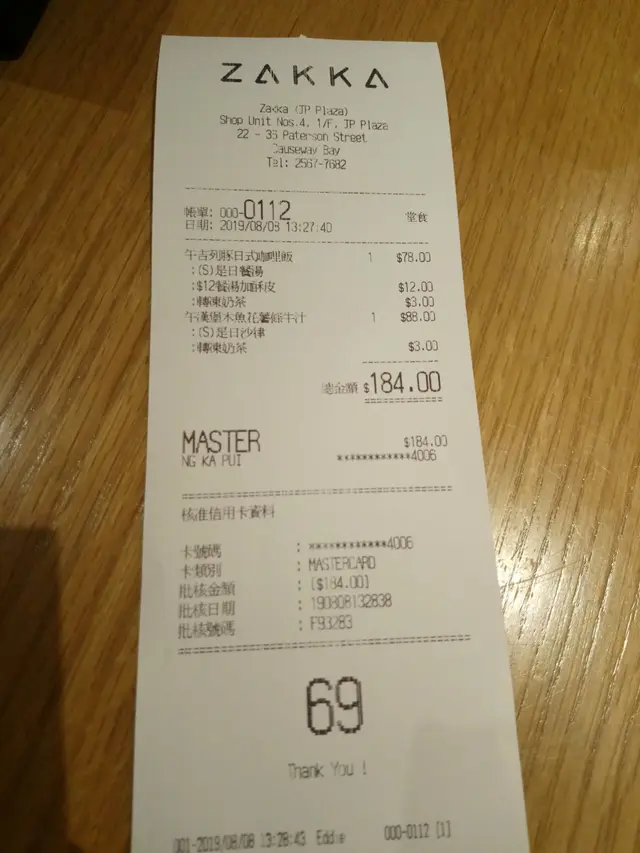 ZAKKA
Zakka (JP Plaza)
Shop Unit Nos.4, 1/F, JP Plaza
22 - 36 Paterson Street
Causeway Bay
Tel: 2567-7682
帳單: 000-0112 堂食
日期: 2019/08/08 13:27:40
午吉列豚日式咖哩飯 1 $78.00
:(S)是日餐湯
:$12餐湯加酥皮 $12.00
:轉凍奶茶 $3.00
午漢堡木魚花薯條牛汁 1 $88.00
:(S)是日沙律
:轉凍奶茶 $3.00
總金額 $184.00
MASTER $184.00
NG KA PUI ************4006
核准信用卡資料
卡號碼 : ************4006
卡類別 : MASTERCARD
批核金額 : [$184.00]
批核日期 : 190808132838
批核號碼 : F93283
69
Thank You !
001-2019/08/08 13:28:43 Eddie 000-0112 [1]